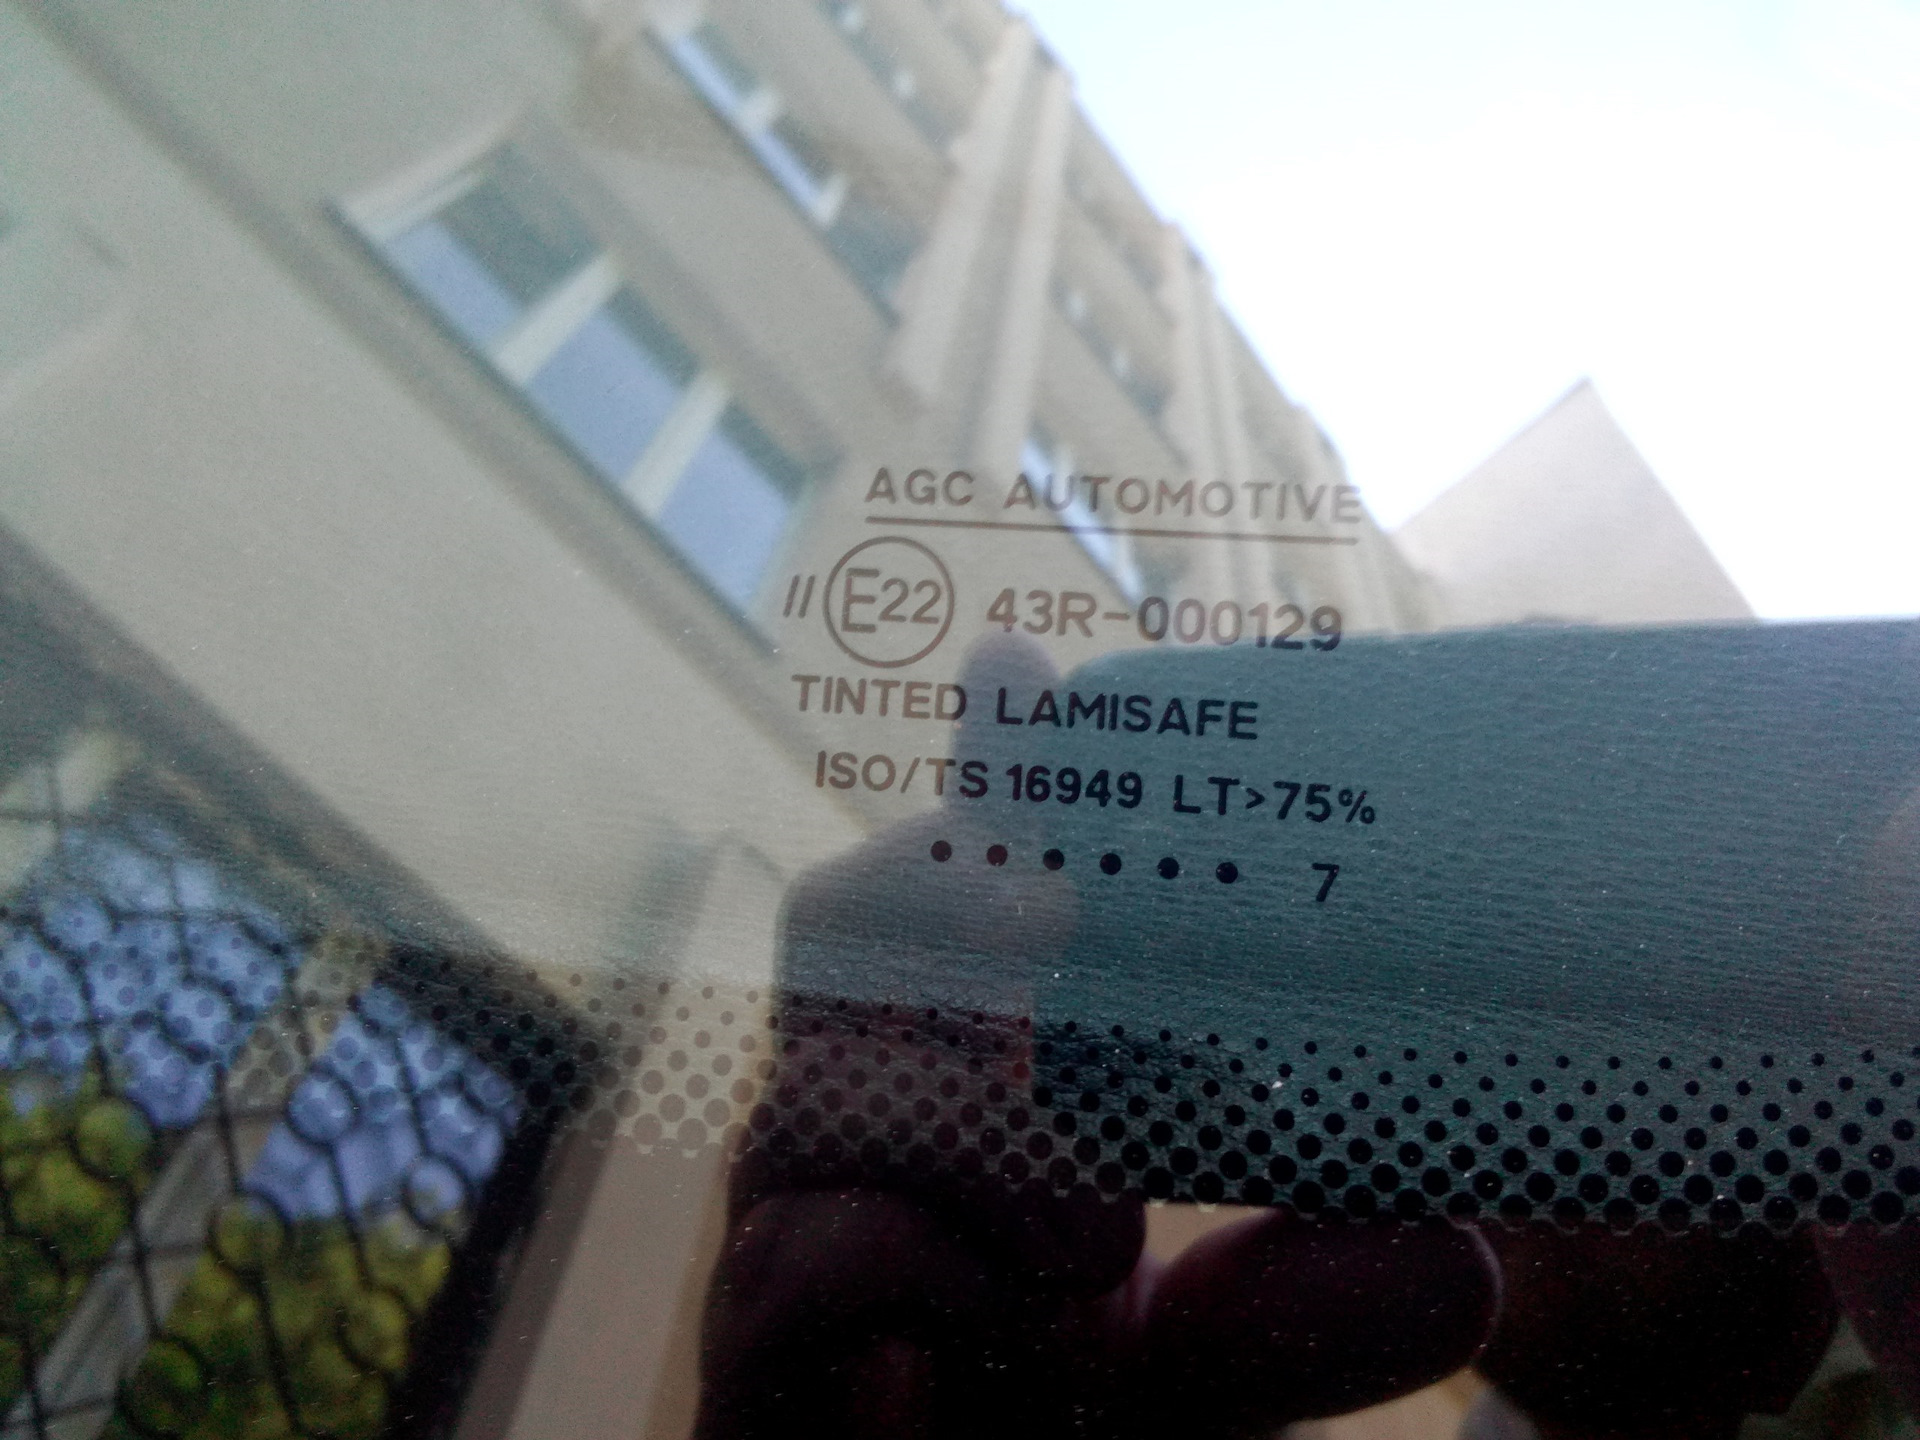 AGC AUTOMOTIVE
// E22 43R-000129
TINTED LAMISAFE
ISO/TS 16949 LT>75%
• • • • • • 7